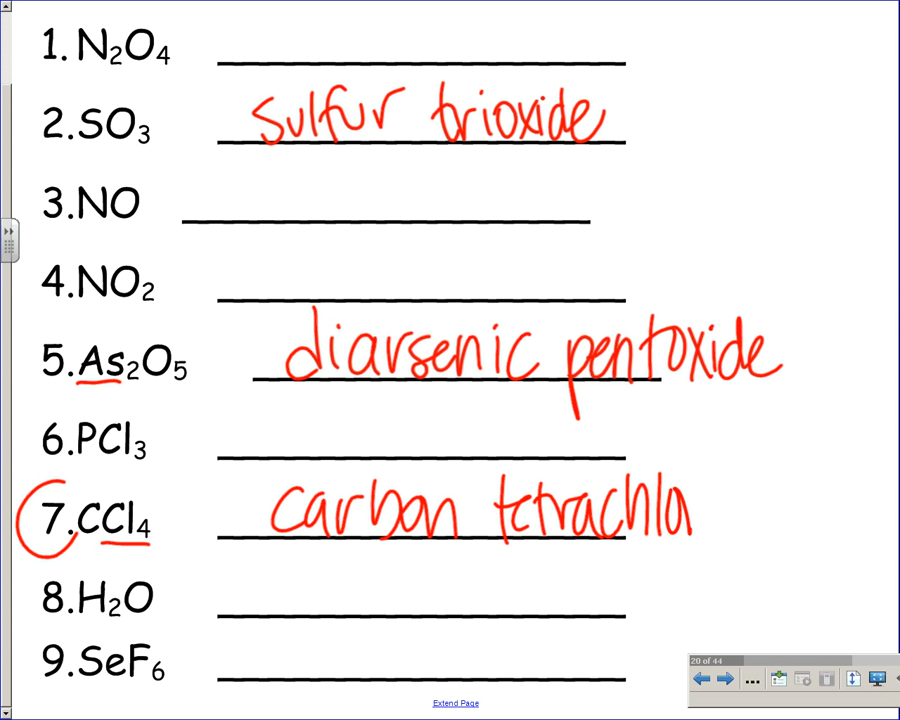 1. N₂O₄
2. SO₃ sulfur trioxide
3. NO
4. NO₂
5. As₂O₅ diarsenic pentoxide
6. PCl₃
7. CCl₄ carbon tetrachlo
8. H₂O
9. SeF₆
20 of 44
Extend Page